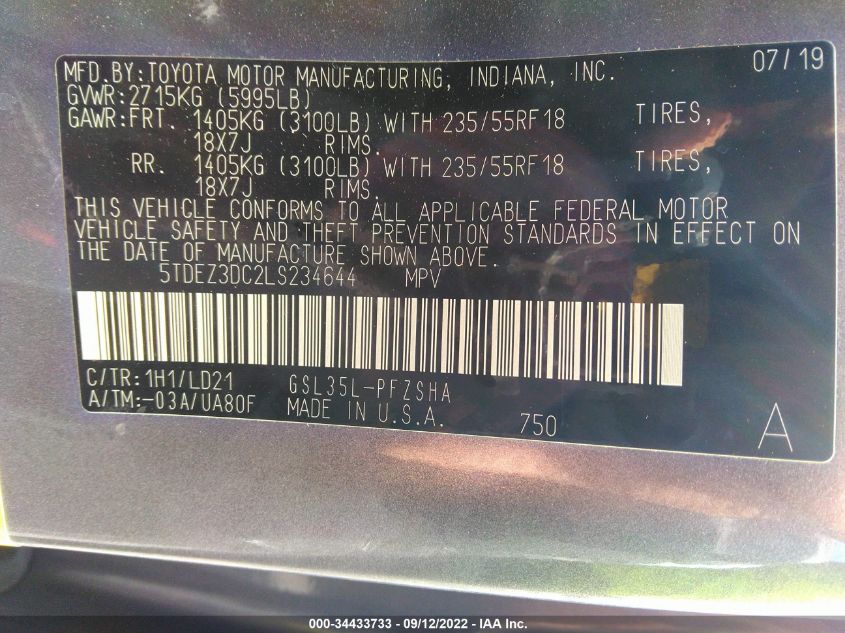 MFD.BY:TOYOTA MOTOR MANUFACTURING, INDIANA, INC. 07/19
GVWR:2715KG (5995LB)
GAWR:FRT. 1405KG (3100LB) WITH 235/55RF18 TIRES,
18X7J RIMS.
RR. 1405KG (3100LB) WITH 235/55RF18 TIRES,
18X7J RIMS.
THIS VEHICLE CONFORMS TO ALL APPLICABLE FEDERAL MOTOR
VEHICLE SAFETY AND THEFT PREVENTION STANDARDS IN EFFECT ON
THE DATE OF MANUFACTURE SHOWN ABOVE.
5TDEZ3DC2LS234644 MPV
C/TR:1H1/LD21 GSL35L-PFZSHA
A/TM:-03A/UA80F MADE IN U.S.A. 750 A
000-34433733 - 09/12/2022 - IAA Inc.